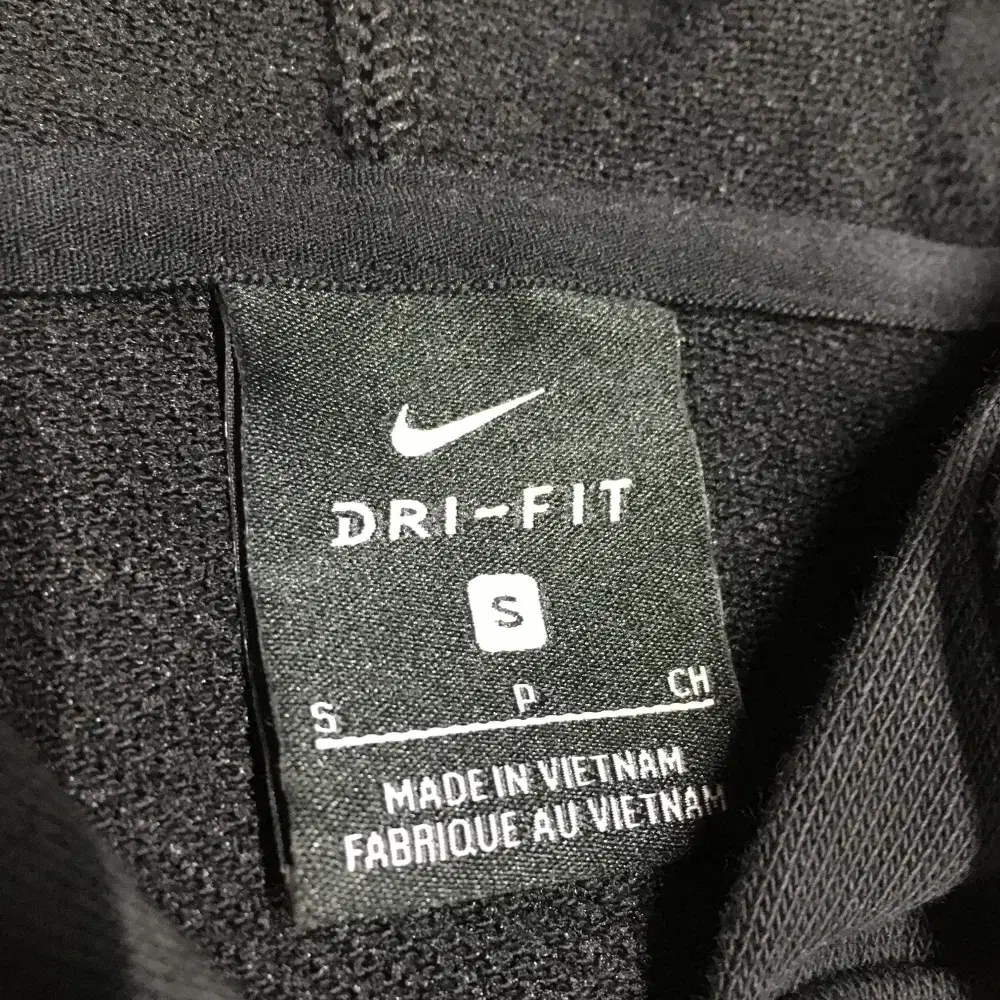 DRI-FIT
S
S P CH
MADE IN VIETNAM
FABRIQUE AU VIETNAM